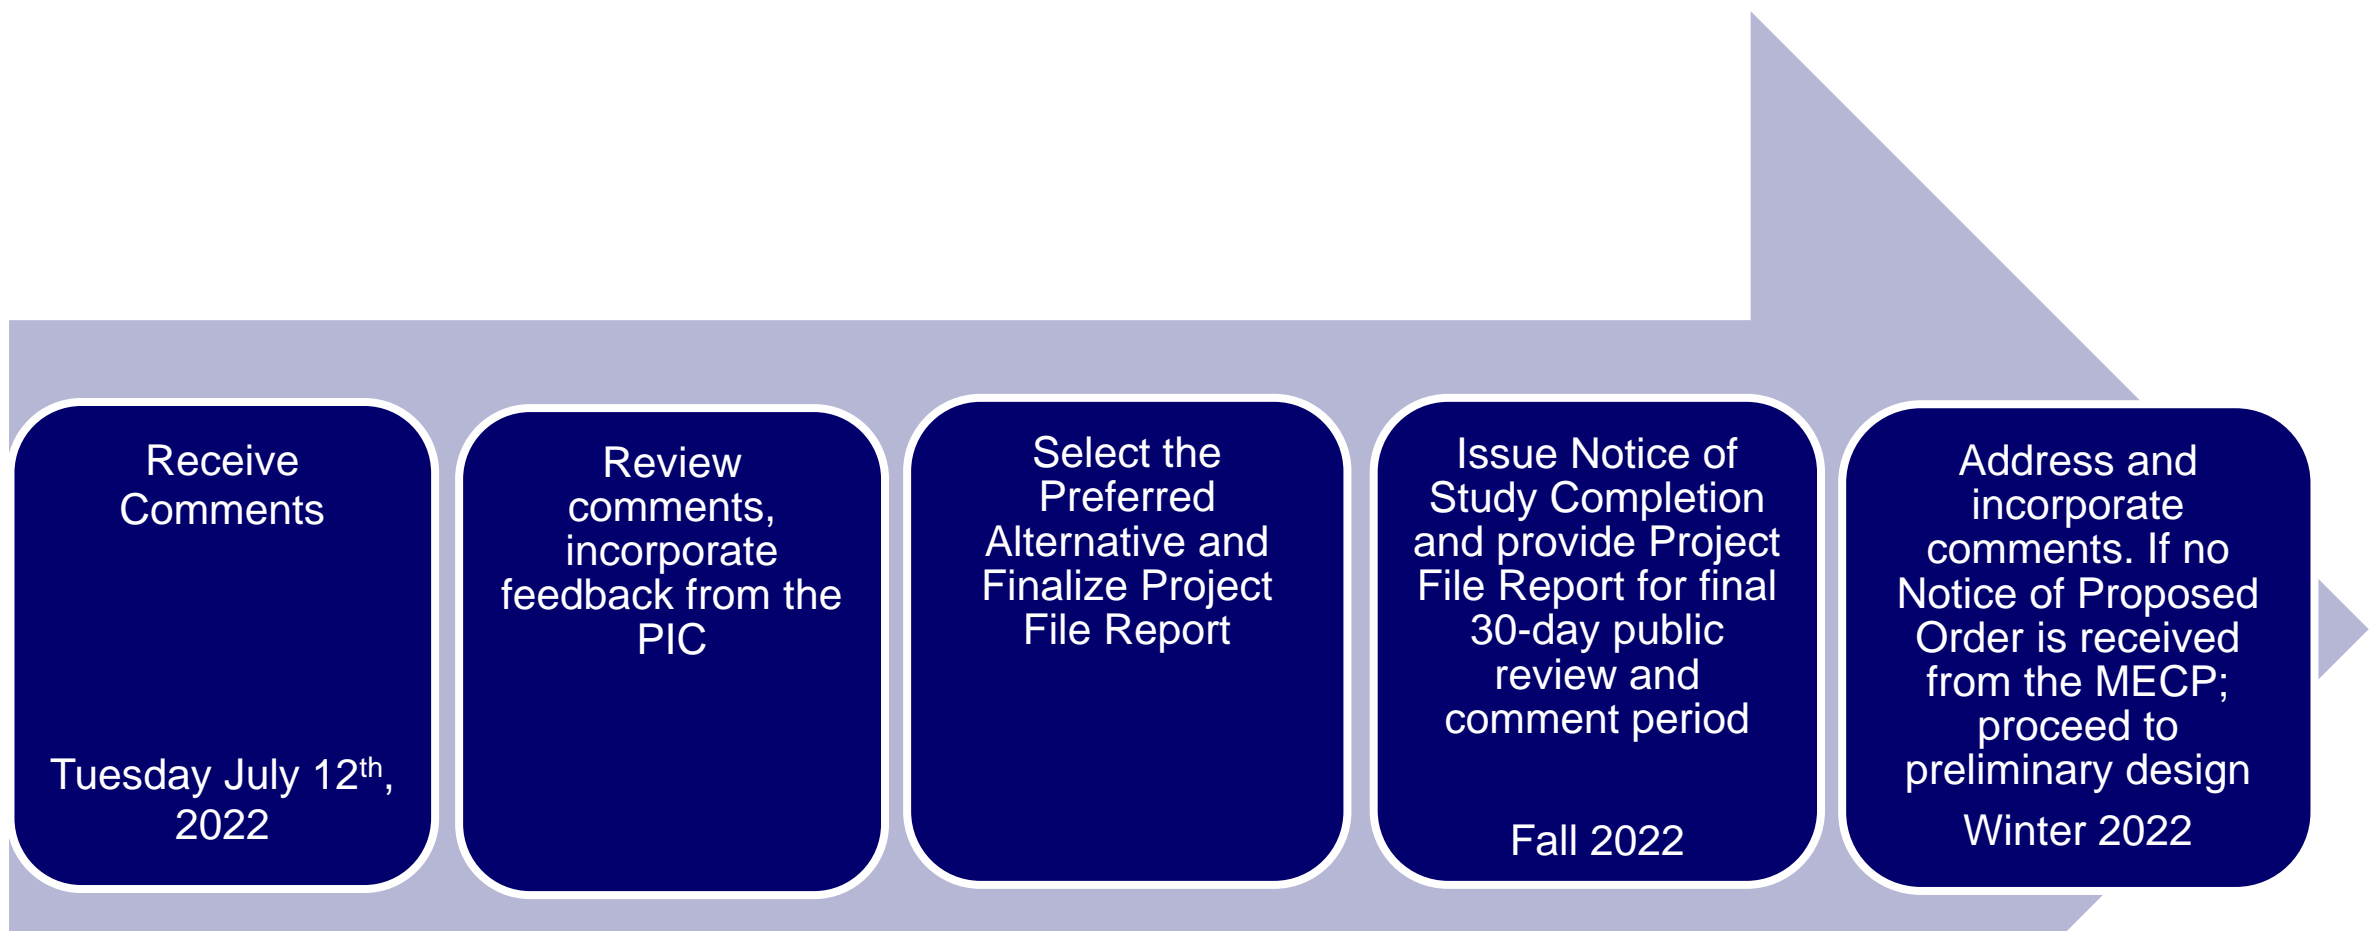 Receive
Comments
Tuesday July 12th,
2022
Review
comments,
incorporate
feedback from the
PIC
Select the
Preferred
Alternative and
Finalize Project
File Report
Issue Notice of
Study Completion
and provide Project
File Report for final
30-day public
review and
comment period
Fall 2022
Address and
incorporate
comments. If no
Notice of Proposed
Order is received
from the MECP;
proceed to
preliminary design
Winter 2022